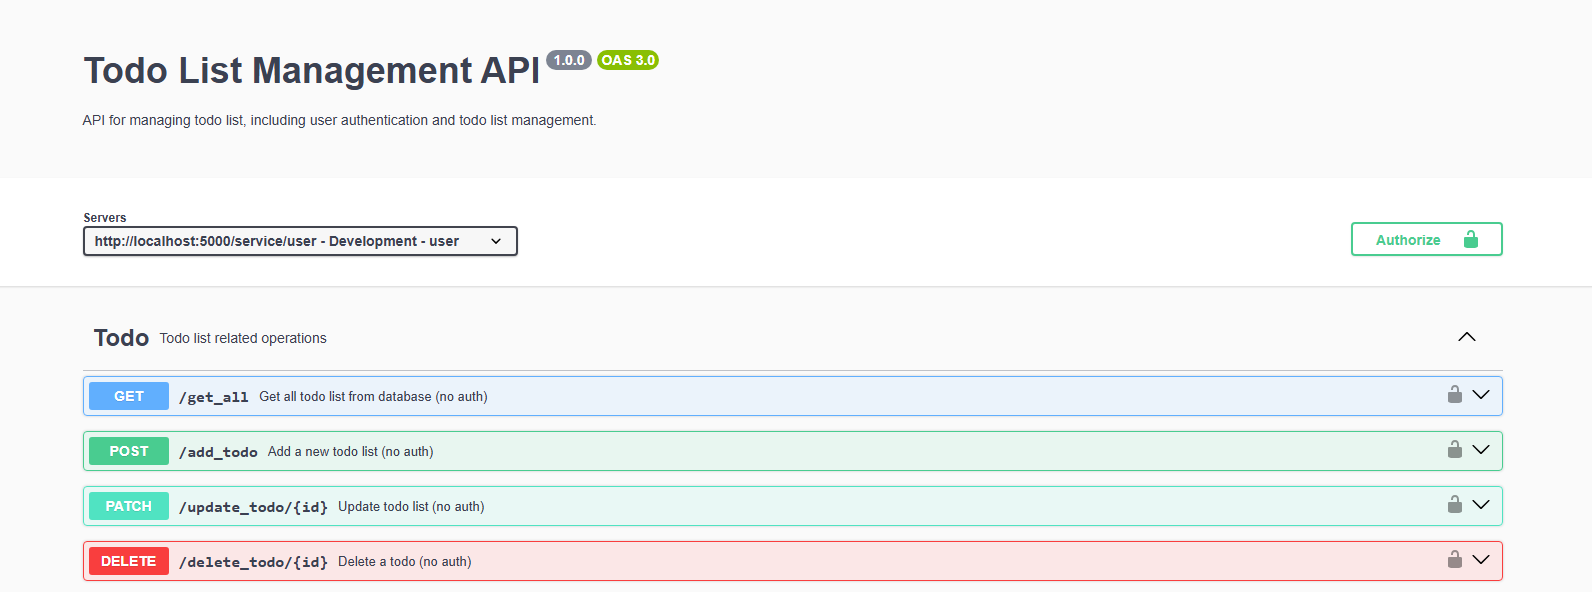 Todo List Management API 1.0.0 OAS 3.0
API for managing todo list, including user authentication and todo list management.
Servers
http://localhost:5000/service/user - Development - user
Authorize
Todo Todo list related operations
GET /get_all Get all todo list from database (no auth)
POST /add_todo Add a new todo list (no auth)
PATCH /update_todo/{id} Update todo list (no auth)
DELETE /delete_todo/{id} Delete a todo (no auth)